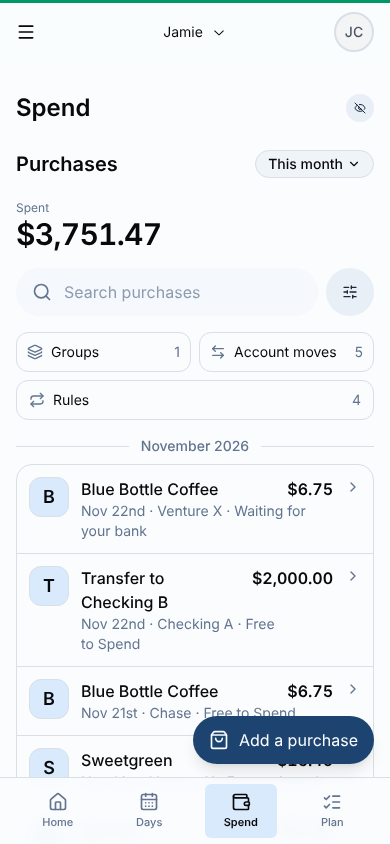 Jamie
JC
Spend
Purchases
This month
Spent
$3,751.47
Search purchases
Groups 1
Account moves 5
Rules 4
November 2026
B
Blue Bottle Coffee $6.75
Nov 22nd · Venture X · Waiting for
your bank
T
Transfer to $2,000.00
Checking B
Nov 22nd · Checking A · Free
to Spend
B
Blue Bottle Coffee $6.75
Nov 21st · Chase · Free to Spend
S
Sweetgreen
Add a purchase
Home
Days
Spend
Plan